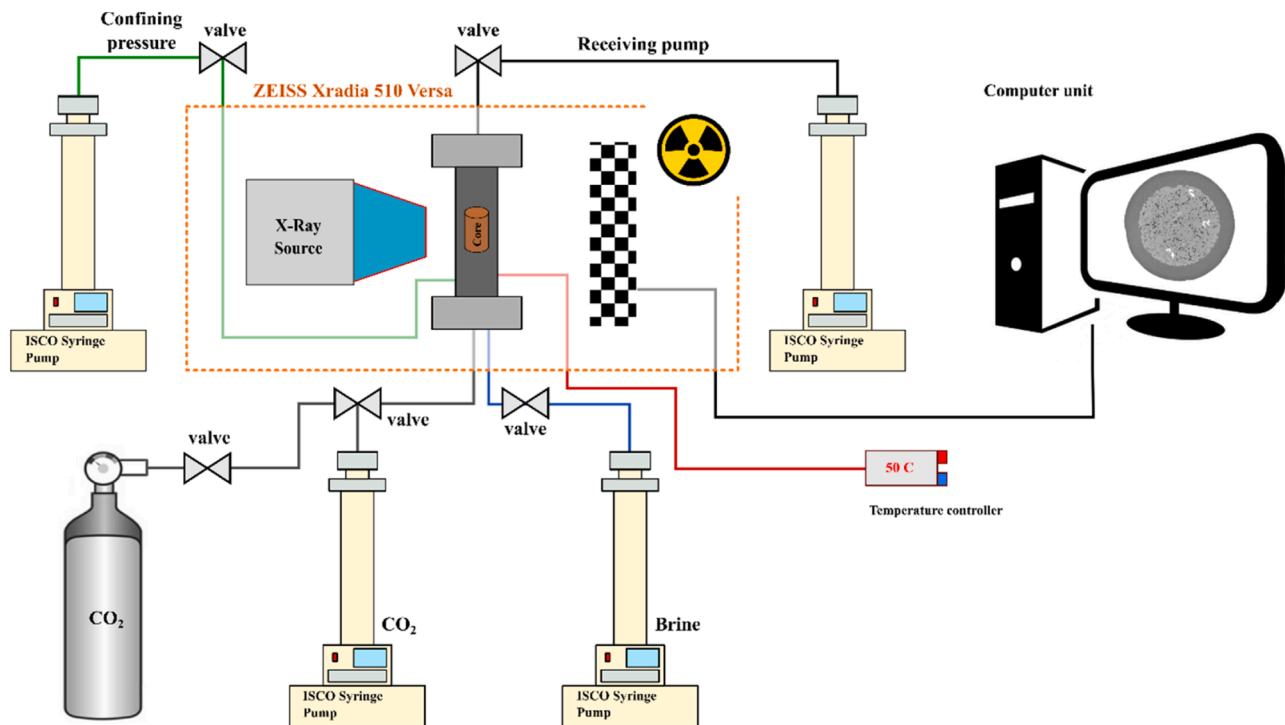 Confining
pressure
valve
valve
Receiving pump
ZEISS Xradia 510 Versa
Computer unit
X-Ray
Source
Core
ISCO Syringe
Pump
ISCO Syringe
Pump
valve
valve
valve
50 C
Temperature controller
CO₂
CO₂
Brine
ISCO Syringe
Pump
ISCO Syringe
Pump